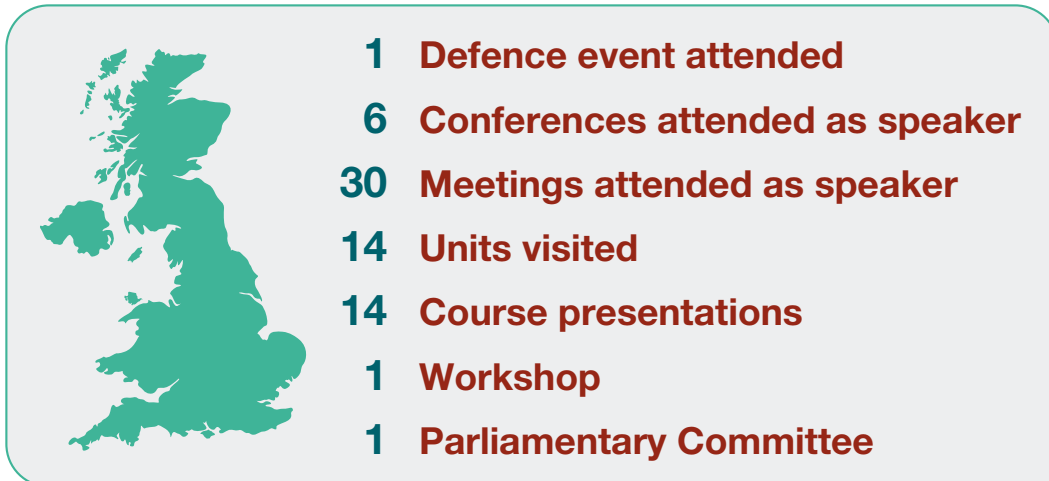 1 Defence event attended
6 Conferences attended as speaker
30 Meetings attended as speaker
14 Units visited
14 Course presentations
1 Workshop
1 Parliamentary Committee